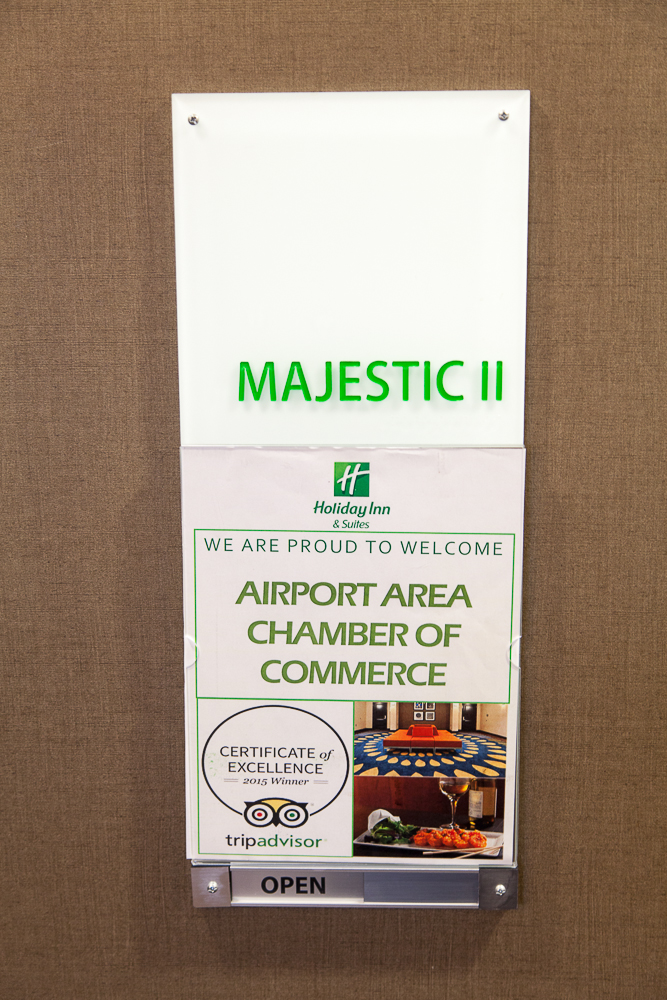 MAJESTIC II
H
Holiday Inn
& Suites
WE ARE PROUD TO WELCOME
AIRPORT AREA
CHAMBER OF
COMMERCE
CERTIFICATE of
EXCELLENCE
2015 Winner
tripadvisor
OPEN